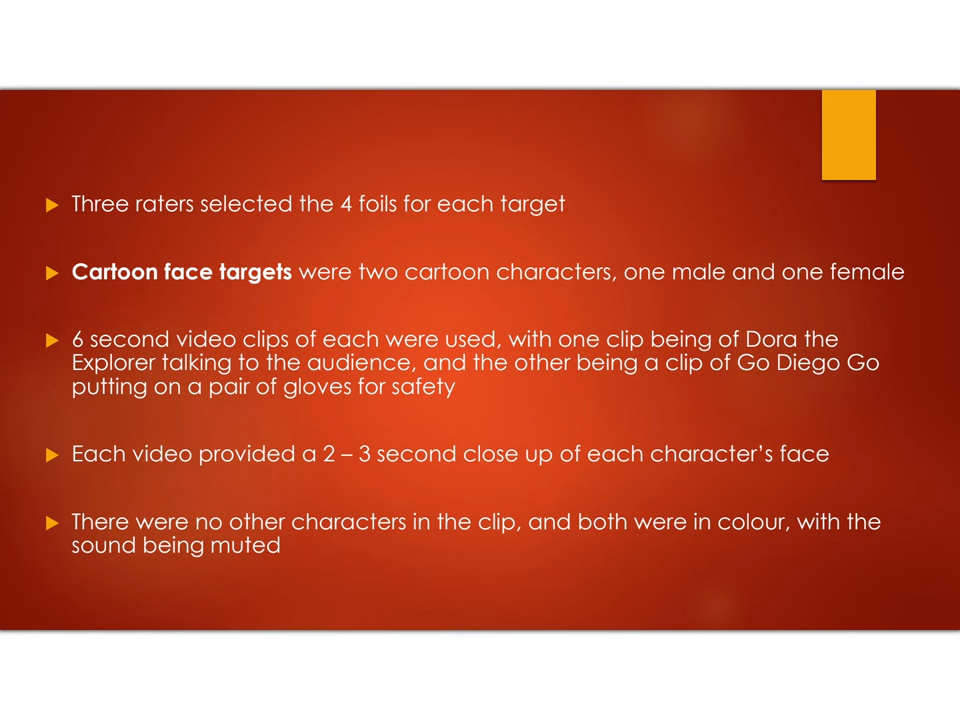 Three raters selected the 4 foils for each target
Cartoon face targets were two cartoon characters, one male and one female
6 second video clips of each were used, with one clip being of Dora the
Explorer talking to the audience, and the other being a clip of Go Diego Go
putting on a pair of gloves for safety
Each video provided a 2 – 3 second close up of each character’s face
There were no other characters in the clip, and both were in colour, with the
sound being muted